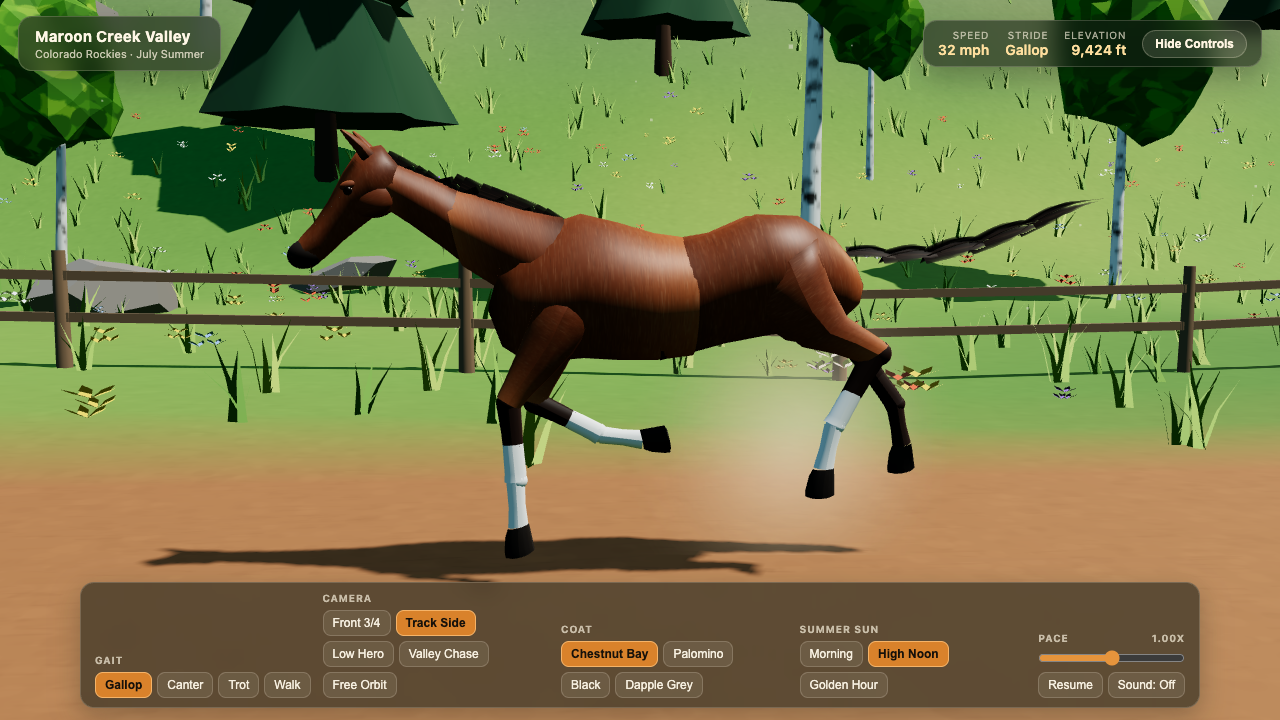 Maroon Creek Valley
Colorado Rockies · July Summer
SPEED STRIDE ELEVATION
32 mph Gallop 9,424 ft
Hide Controls
GAIT
Gallop Canter Trot Walk
CAMERA
Front 3/4 Track Side
Low Hero Valley Chase
Free Orbit
COAT
Chestnut Bay Palomino
Black Dapple Grey
SUMMER SUN
Morning High Noon
Golden Hour
PACE 1.00X
Resume Sound: Off